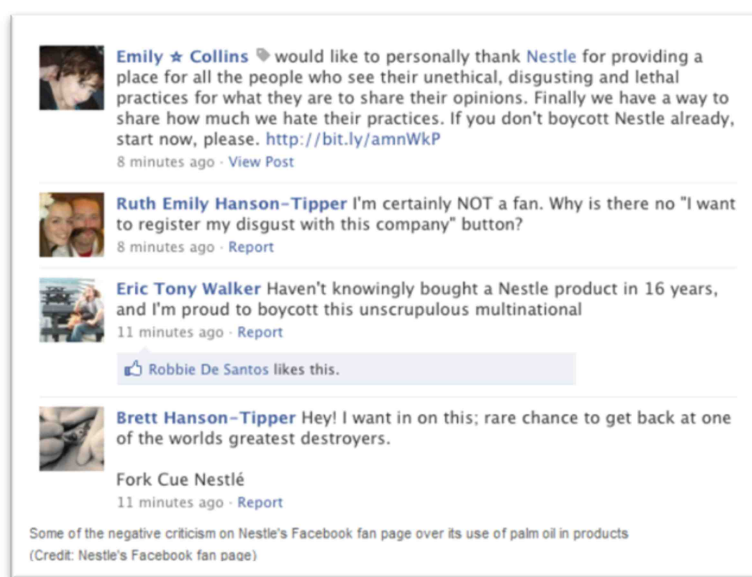 Emily ☆ Collins would like to personally thank Nestle for providing a
place for all the people who see their unethical, disgusting and lethal
practices for what they are to share their opinions. Finally we have a way to
share how much we hate their practices. If you don't boycott Nestle already,
start now, please. http://bit.ly/amnWkP
8 minutes ago · View Post
Ruth Emily Hanson-Tipper I'm certainly NOT a fan. Why is there no "I want
to register my disgust with this company" button?
8 minutes ago · Report
Eric Tony Walker Haven't knowingly bought a Nestle product in 16 years,
and I'm proud to boycott this unscrupulous multinational
11 minutes ago · Report
Robbie De Santos likes this.
Brett Hanson-Tipper Hey! I want in on this; rare chance to get back at one
of the worlds greatest destroyers.
Fork Cue Nestlé
11 minutes ago · Report
Some of the negative criticism on Nestle's Facebook fan page over its use of palm oil in products
(Credit: Nestle's Facebook fan page)